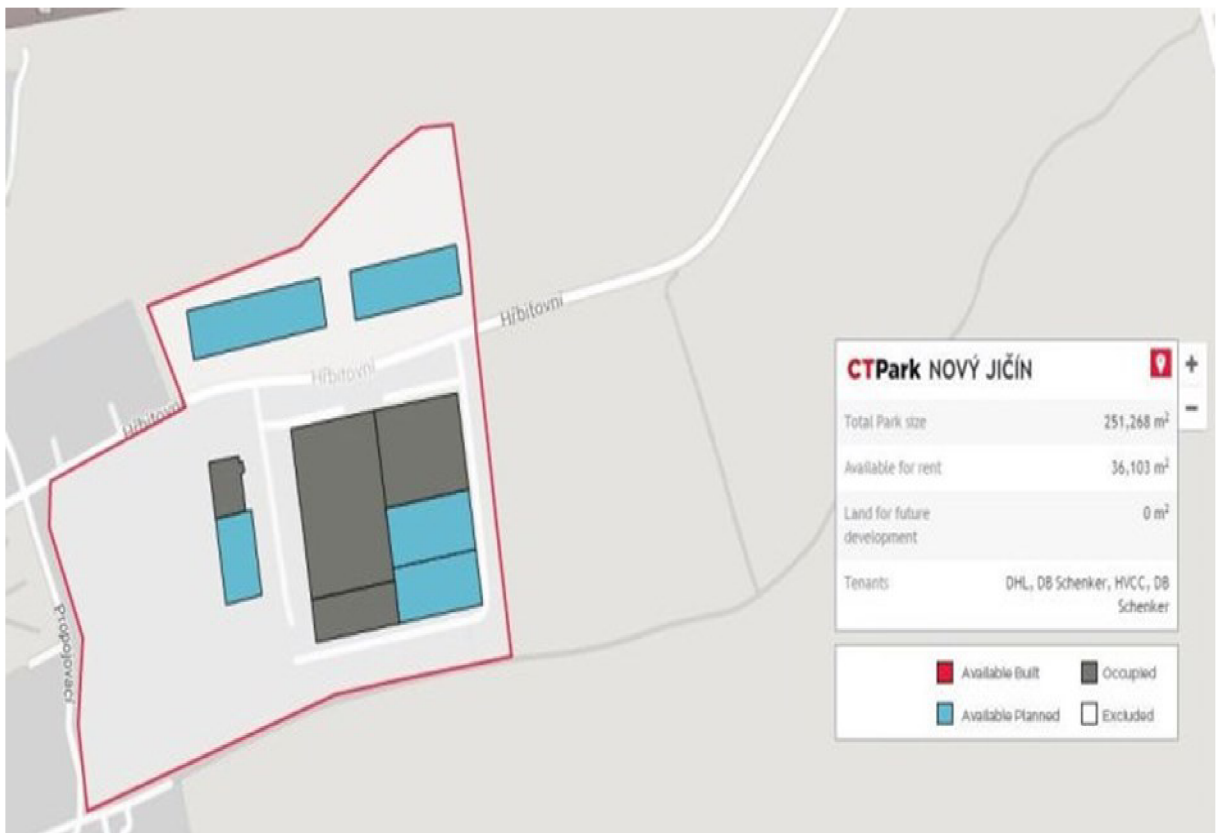 Hřbitovní
Hřbitovní
Hřbitovní
Propojovací
CTPark NOVÝ JIČÍN
Total Park size 251,268 m²
Available for rent 36,103 m²
Land for future 0 m²
development
Tenants DHL, DB Schenker, HVCC, DB
Schenker
+
−
Available Built Occupied
Available Planned Excluded